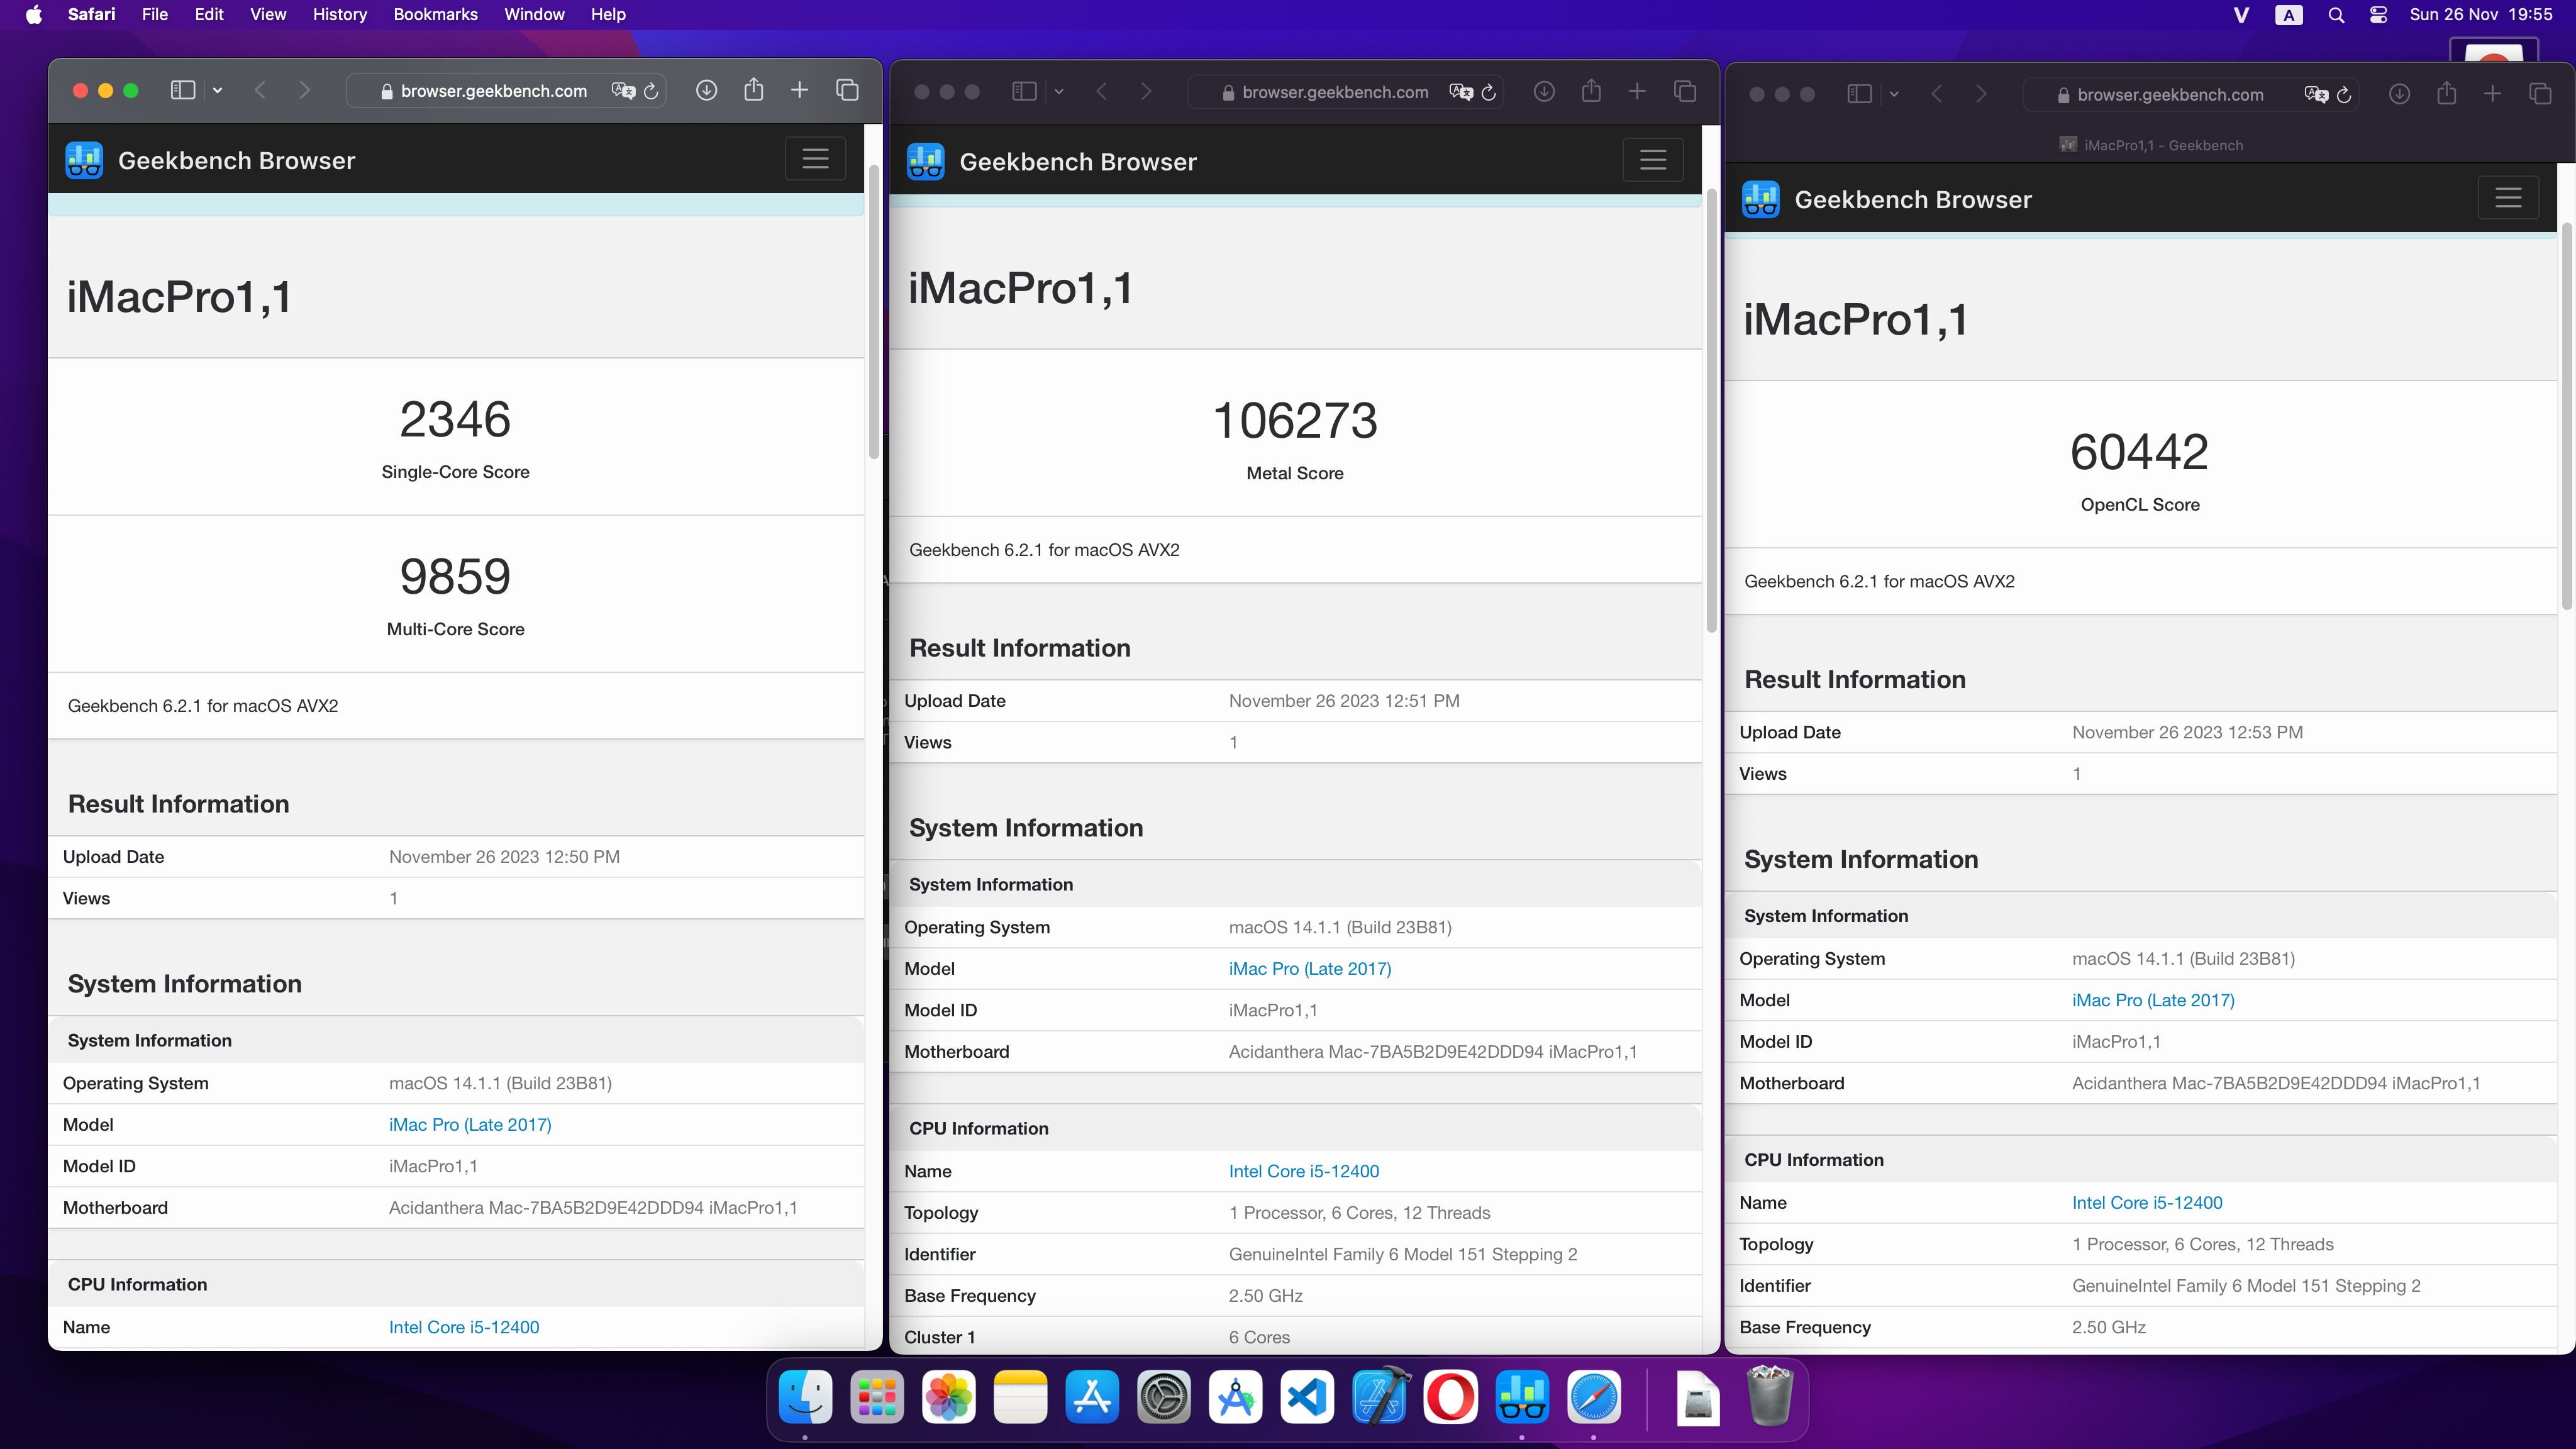 Safari File Edit View History Bookmarks Window Help
A Sun 26 Nov 19:55
browser.geekbench.com
Geekbench Browser
iMacPro1,1
2346
Single-Core Score
9859
Multi-Core Score
Geekbench 6.2.1 for macOS AVX2
Result Information
Upload Date November 26 2023 12:50 PM
Views 1
System Information
System Information
Operating System macOS 14.1.1 (Build 23B81)
Model iMac Pro (Late 2017)
Model ID iMacPro1,1
Motherboard Acidanthera Mac-7BA5B2D9E42DDD94 iMacPro1,1
CPU Information
Name Intel Core i5-12400
browser.geekbench.com
Geekbench Browser
iMacPro1,1
106273
Metal Score
Geekbench 6.2.1 for macOS AVX2
Result Information
Upload Date November 26 2023 12:51 PM
Views 1
System Information
System Information
Operating System macOS 14.1.1 (Build 23B81)
Model iMac Pro (Late 2017)
Model ID iMacPro1,1
Motherboard Acidanthera Mac-7BA5B2D9E42DDD94 iMacPro1,1
CPU Information
Name Intel Core i5-12400
Topology 1 Processor, 6 Cores, 12 Threads
Identifier GenuineIntel Family 6 Model 151 Stepping 2
Base Frequency 2.50 GHz
Cluster 1 6 Cores
browser.geekbench.com
iMacPro1,1 - Geekbench
Geekbench Browser
iMacPro1,1
60442
OpenCL Score
Geekbench 6.2.1 for macOS AVX2
Result Information
Upload Date November 26 2023 12:53 PM
Views 1
System Information
System Information
Operating System macOS 14.1.1 (Build 23B81)
Model iMac Pro (Late 2017)
Model ID iMacPro1,1
Motherboard Acidanthera Mac-7BA5B2D9E42DDD94 iMacPro1,1
CPU Information
Name Intel Core i5-12400
Topology 1 Processor, 6 Cores, 12 Threads
Identifier GenuineIntel Family 6 Model 151 Stepping 2
Base Frequency 2.50 GHz